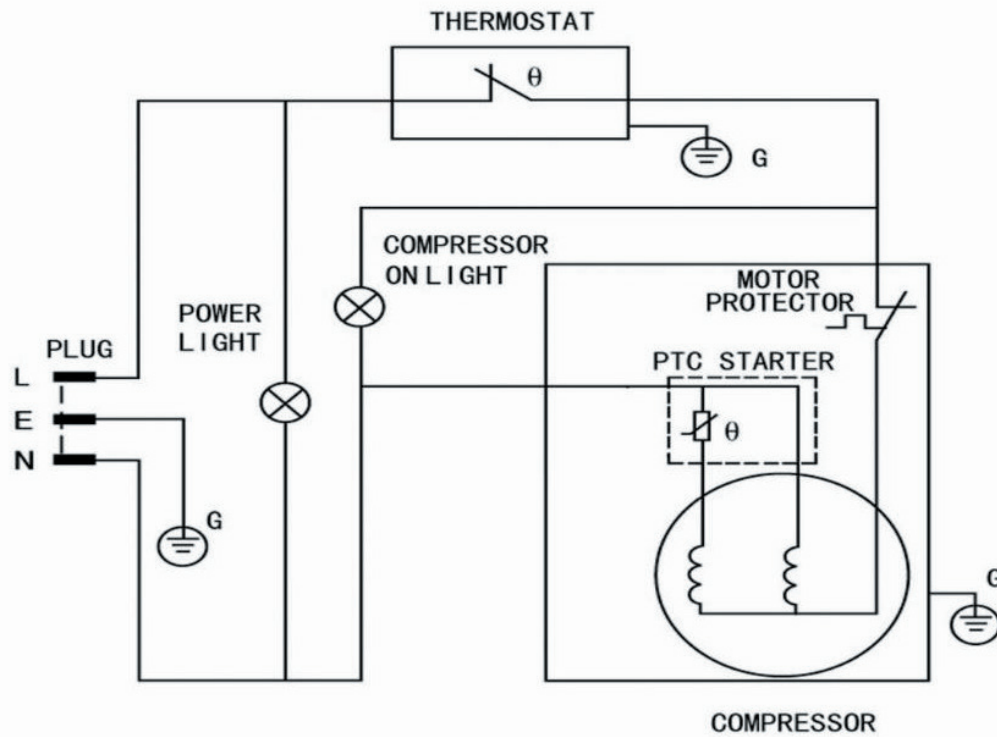 THERMOSTAT
θ
G
COMPRESSOR
ON LIGHT
MOTOR
PROTECTOR
POWER
LIGHT
PLUG
PTC STARTER
L
E
θ
N
G
G
COMPRESSOR